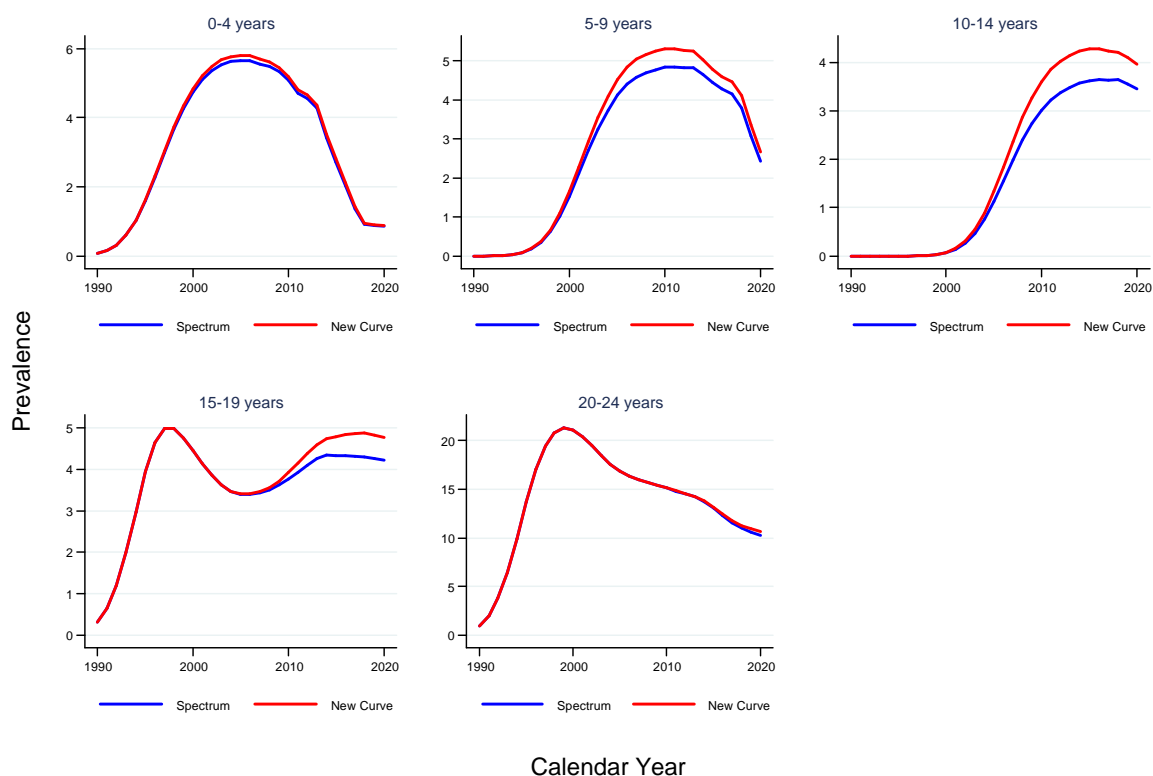 0-4 years
6
4
2
0
1990 2000 2010 2020
Spectrum New Curve
5-9 years
5
4
3
2
1
0
1990 2000 2010 2020
Spectrum New Curve
10-14 years
4
3
2
1
0
1990 2000 2010 2020
Spectrum New Curve
Prevalence
15-19 years
5
4
3
2
1
0
1990 2000 2010 2020
Spectrum New Curve
20-24 years
20
15
10
5
0
1990 2000 2010 2020
Spectrum New Curve
Calendar Year